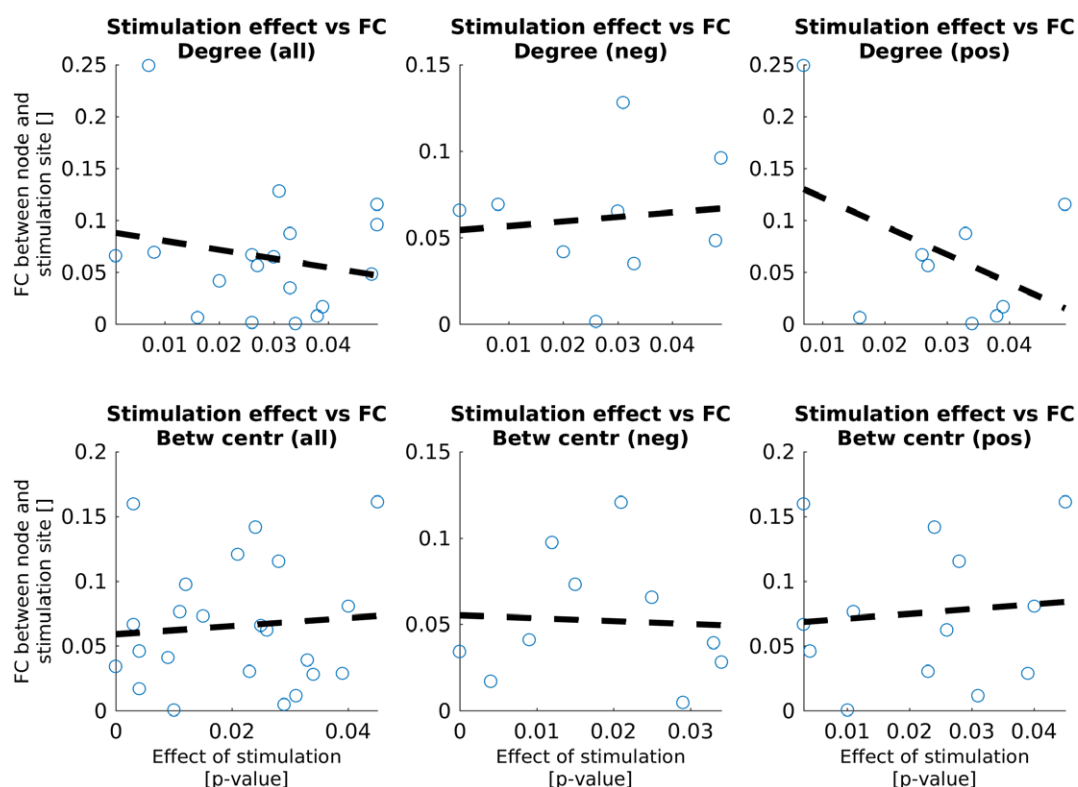 Stimulation effect vs FC
Degree (all)
FC between node and
stimulation site []
0.25
0.2
0.15
0.1
0.05
0
0.01
0.02
0.03
0.04
Stimulation effect vs FC
Degree (neg)
0.15
0.1
0.05
0
0.01
0.02
0.03
0.04
Stimulation effect vs FC
Degree (pos)
0.25
0.2
0.15
0.1
0.05
0
0.01
0.02
0.03
0.04
Stimulation effect vs FC
Betw centr (all)
FC between node and
stimulation site []
0.2
0.15
0.1
0.05
0
0
0.02
0.04
Effect of stimulation
[p-value]
Stimulation effect vs FC
Betw centr (neg)
0.15
0.1
0.05
0
0
0.01
0.02
0.03
Effect of stimulation
[p-value]
Stimulation effect vs FC
Betw centr (pos)
0.2
0.15
0.1
0.05
0
0.01
0.02
0.03
0.04
Effect of stimulation
[p-value]